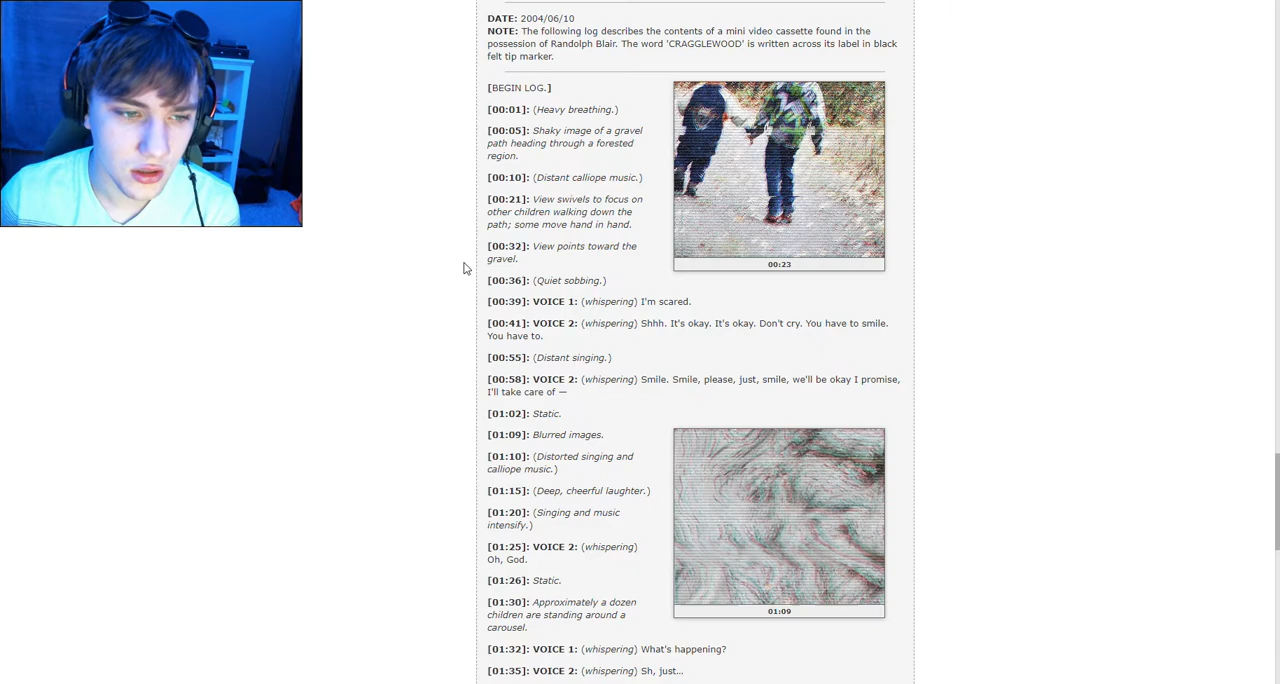 DATE: 2004/06/10
NOTE: The following log describes the contents of a mini video cassette found in the
possession of Randolph Blair. The word 'CRAGGLEWOOD' is written across its label in black
felt tip marker.
[BEGIN LOG.]
[00:01]: (Heavy breathing.)
[00:05]: Shaky image of a gravel
path heading through a forested
region.
[00:10]: (Distant calliope music.)
[00:21]: View swivels to focus on
other children walking down the
path; some move hand in hand.
[00:32]: View points toward the
gravel.
00:23
[00:36]: (Quiet sobbing.)
[00:39]: VOICE 1: (whispering) I'm scared.
[00:41]: VOICE 2: (whispering) Shhh. It's okay. It's okay. Don't cry. You have to smile.
You have to.
[00:55]: (Distant singing.)
[00:58]: VOICE 2: (whispering) Smile. Smile, please, just, smile, we'll be okay I promise,
I'll take care of —
[01:02]: Static.
[01:09]: Blurred images.
[01:10]: (Distorted singing and
calliope music.)
[01:15]: (Deep, cheerful laughter.)
[01:20]: (Singing and music
intensify.)
[01:25]: VOICE 2: (whispering)
Oh, God.
[01:26]: Static.
[01:30]: Approximately a dozen
children are standing around a
carousel.
01:09
[01:32]: VOICE 1: (whispering) What's happening?
[01:35]: VOICE 2: (whispering) Sh, just...